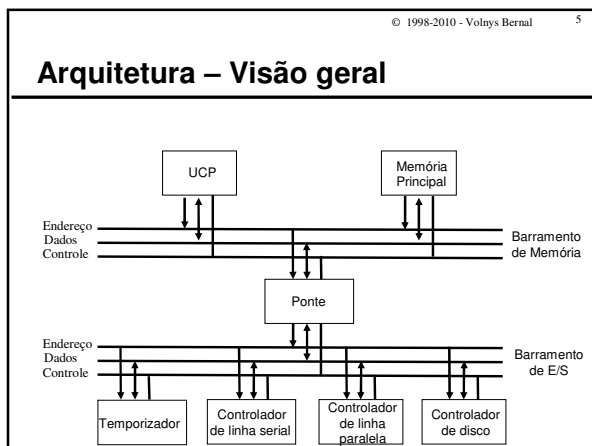 © 1998-2010 - Volnys Bernal 5
Arquitetura – Visão geral
UCP
Memória
Principal
Endereço
Dados
Controle
Barramento
de Memória
Ponte
Endereço
Dados
Controle
Barramento
de E/S
Temporizador
Controlador
de linha serial
Controlador
de linha
paralela
Controlador
de disco